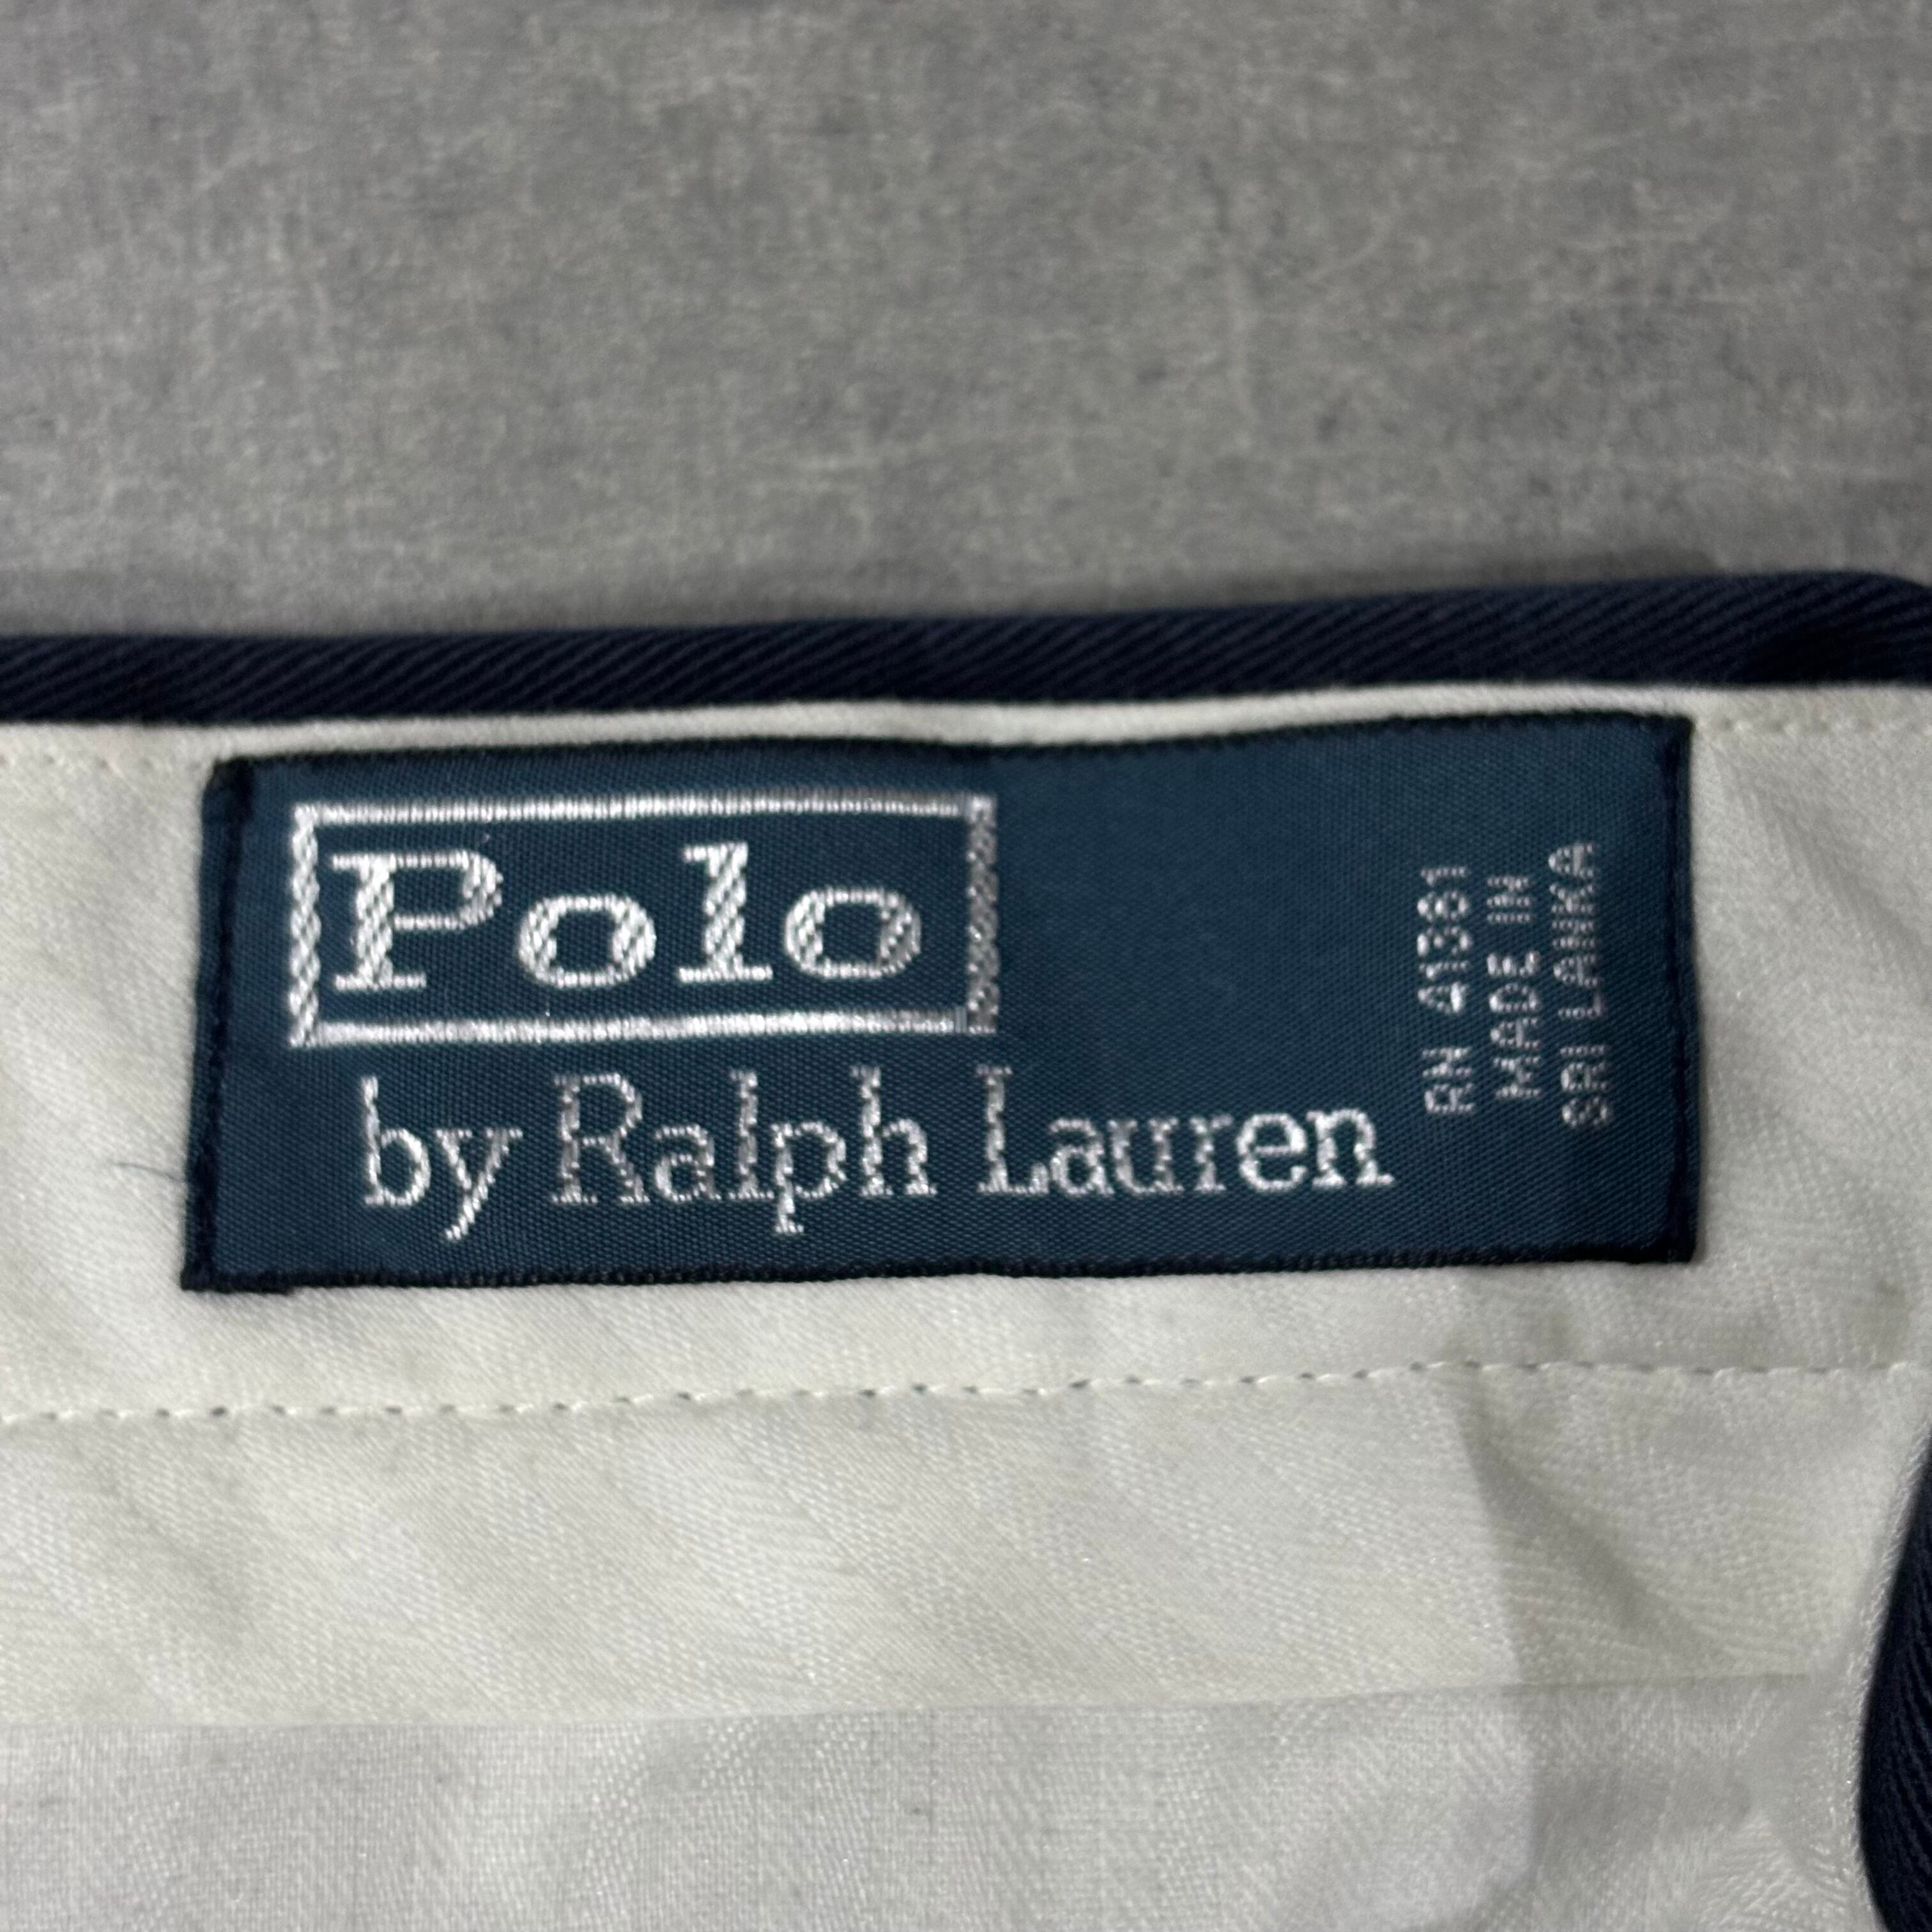 Polo
by Ralph Lauren
RN 41381
MADE IN
SRI LANKA